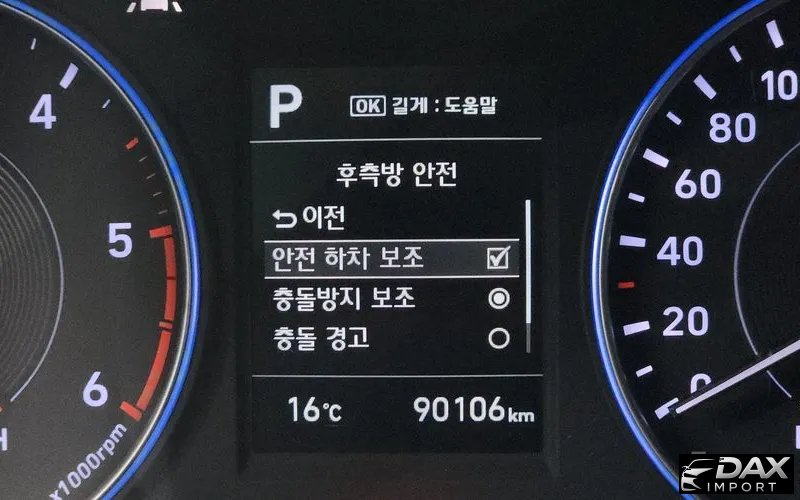 P
OK 길게 : 도움말
후측방 안전
이전
안전 하차 보조
충돌방지 보조
충돌 경고
16℃ 90106km
4
5
6
x1000rpm
H
100
80
60
40
20
0
DAX
IMPORT